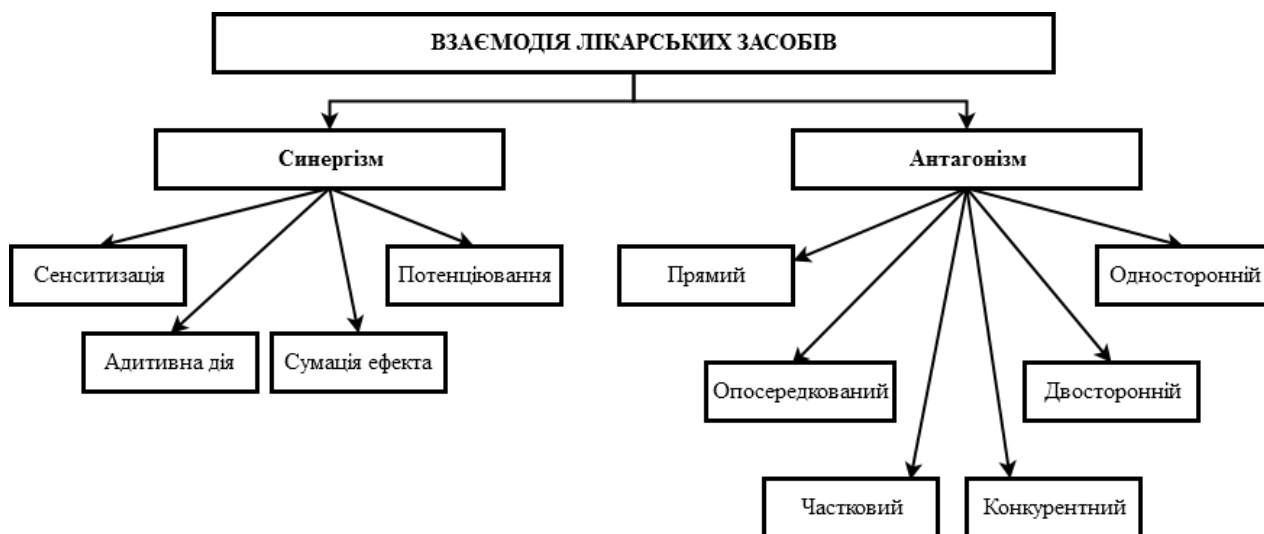 ВЗАЄМОДІЯ ЛІКАРСЬКИХ ЗАСОБІВ
Синергізм
Антагонізм
Сенситизація
Потенціювання
Прямий
Односторонній
Адитивна дія
Сумація ефекта
Опосередкований
Двосторонній
Частковий
Конкурентний